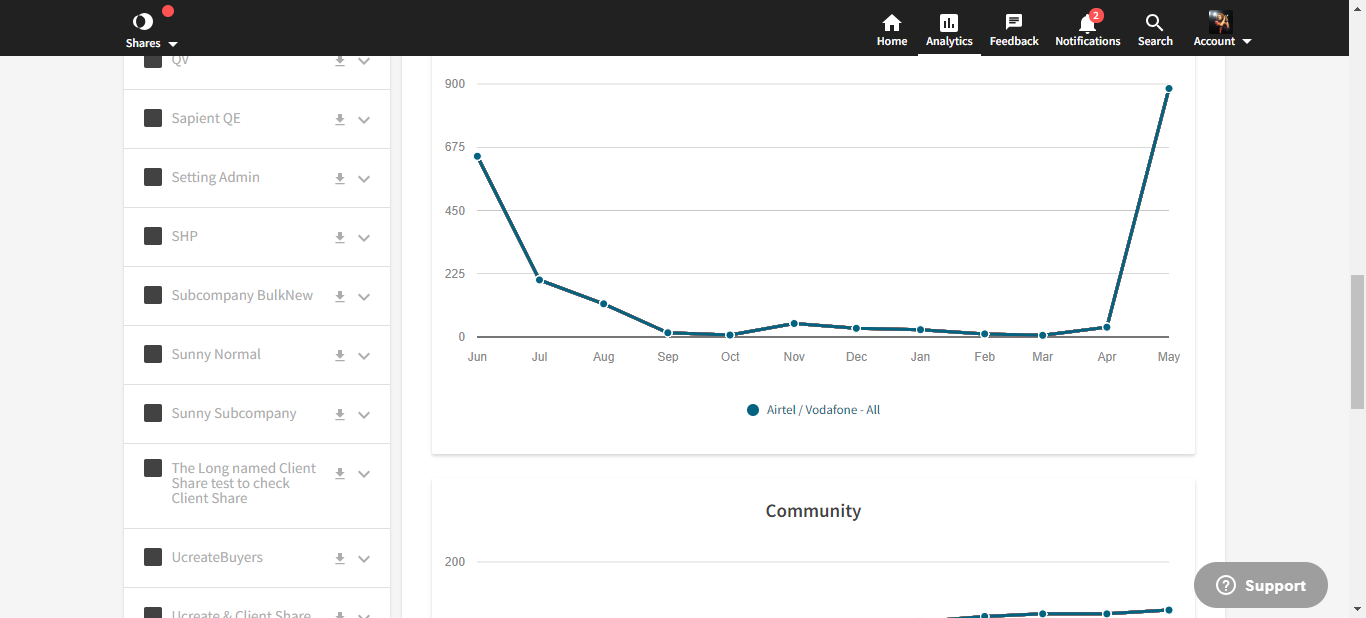 Shares
Home
Analytics
Feedback
2
Notifications
Search
Account
QV
Sapient QE
Setting Admin
SHP
Subcompany BulkNew
Sunny Normal
Sunny Subcompany
The Long named Client
Share test to check
Client Share
UcreateBuyers
Ucreate & Client Share
900
675
450
225
0
Jun Jul Aug Sep Oct Nov Dec Jan Feb Mar Apr May
Airtel / Vodafone - All
Community
200
? Support